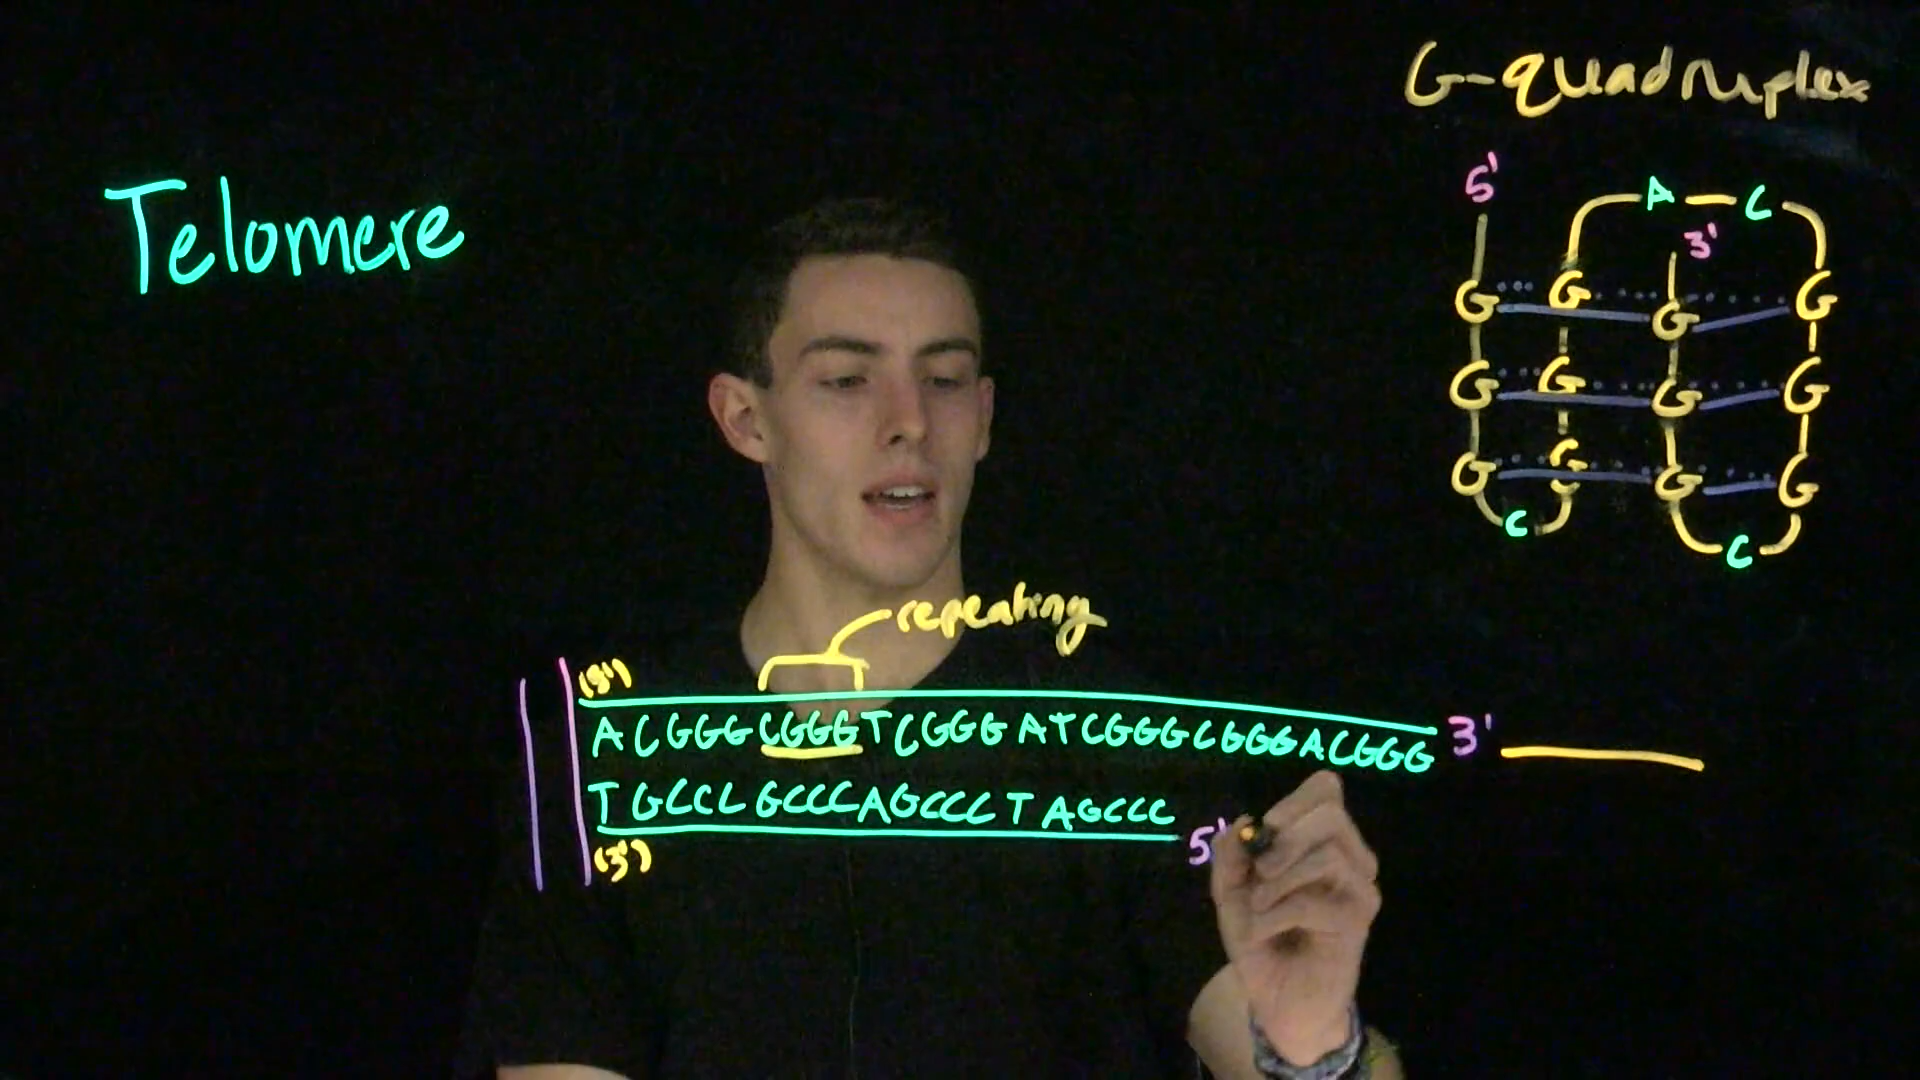 G-quadruplex
Telomere
5' A C
3'
G G G G
G G G G
G G G G
C C
repeating
(5')
ACGGGCGGGTCGGGATCGGGCGGGACGGG 3'
TGCCCGCCCAGCCCTAGCCC 5'
(3')